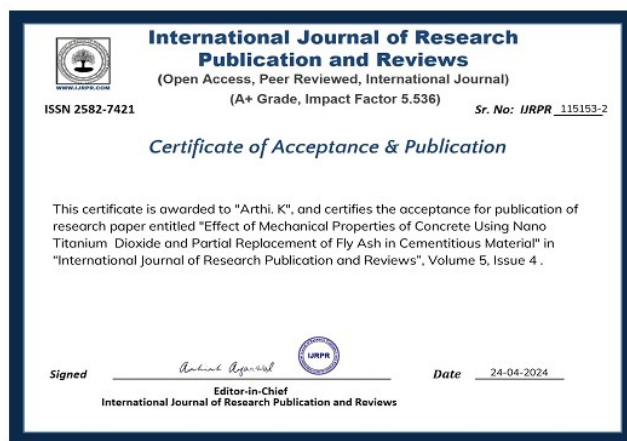 International Journal of Research
Publication and Reviews
(Open Access, Peer Reviewed, International Journal)
(A+ Grade, Impact Factor 5.536)
WWW.IJRPR.COM
ISSN 2582-7421
Sr. No: IJRPR 115153-2
Certificate of Acceptance & Publication
This certificate is awarded to "Arthi. K", and certifies the acceptance for publication of
research paper entitled "Effect of Mechanical Properties of Concrete Using Nano
Titanium Dioxide and Partial Replacement of Fly Ash in Cementitious Material" in
"International Journal of Research Publication and Reviews", Volume 5, Issue 4 .
IJRPR
Signed
Date 24-04-2024
Editor-in-Chief
International Journal of Research Publication and Reviews